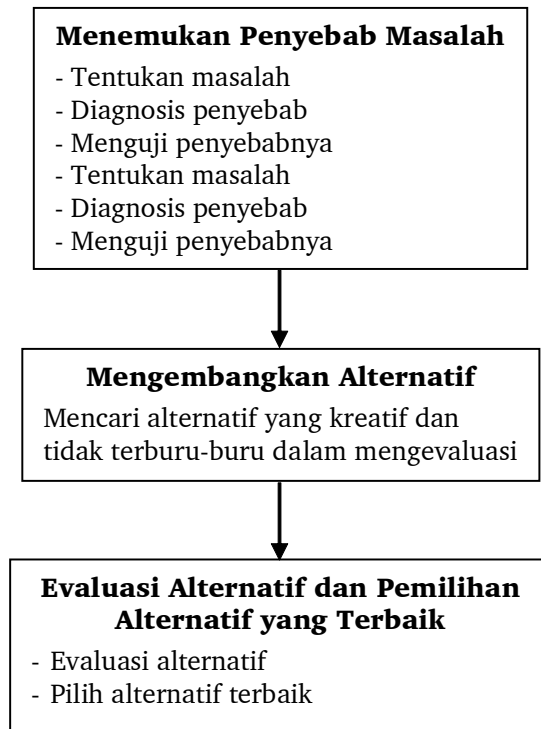 Menemukan Penyebab Masalah
- Tentukan masalah
- Diagnosis penyebab
- Menguji penyebabnya
- Tentukan masalah
- Diagnosis penyebab
- Menguji penyebabnya
Mengembangkan Alternatif
Mencari alternatif yang kreatif dan
tidak terburu-buru dalam mengevaluasi
Evaluasi Alternatif dan Pemilihan
Alternatif yang Terbaik
- Evaluasi alternatif
- Pilih alternatif terbaik